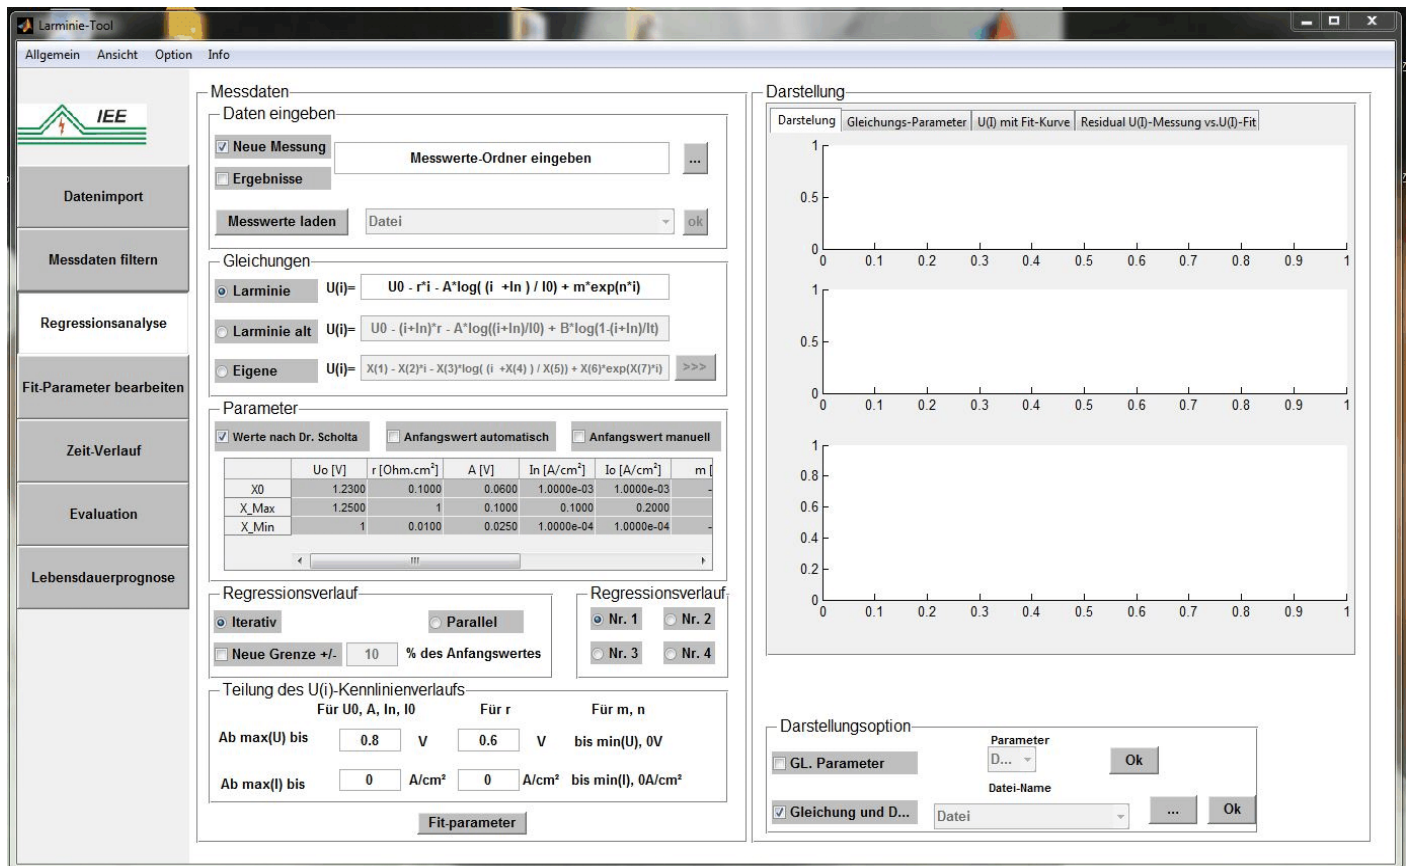 Larminie-Tool
Allgemein Ansicht Option Info
IEE
Datenimport
Messdaten filtern
Regressionsanalyse
Fit-Parameter bearbeiten
Zeit-Verlauf
Evaluation
Lebensdauerprognose
Messdaten
Daten eingeben
Neue Messung
Messwerte-Ordner eingeben
...
Ergebnisse
Messwerte laden Datei ok
Gleichungen
Larminie U(i)= U0 - r*i - A*log( (i +In ) / I0) + m*exp(n*i)
Larminie alt U(i)= U0 - (i+In)*r - A*log((i+In)/I0) + B*log(1-(i+In)/It)
Eigene U(i)= X(1) - X(2)*i - X(3)*log( (i +X(4) ) / X(5)) + X(6)*exp(X(7)*i) >>>
Parameter
Werte nach Dr. Scholta Anfangswert automatisch Anfangswert manuell
Uo [V] r [Ohm.cm²] A [V] In [A/cm²] Io [A/cm²] m [
X0 1.2300 0.1000 0.0600 1.0000e-03 1.0000e-03 -
X_Max 1.2500 1 0.1000 0.1000 0.2000
X_Min 1 0.0100 0.0250 1.0000e-04 1.0000e-04 -
Regressionsverlauf
Iterativ Parallel
Neue Grenze +/- 10 % des Anfangswertes
Regressionsverlauf
Nr. 1 Nr. 2
Nr. 3 Nr. 4
Teilung des U(i)-Kennlinienverlaufs
Für U0, A, In, I0 Für r Für m, n
Ab max(U) bis 0.8 V 0.6 V bis min(U), 0V
Ab max(I) bis 0 A/cm² 0 A/cm² bis min(I), 0A/cm²
Fit-parameter
Darstellung
Darstelung Gleichungs-Parameter U(I) mit Fit-Kurve Residual U(I)-Messung vs.U(I)-Fit
1
0.5
0
0 0.1 0.2 0.3 0.4 0.5 0.6 0.7 0.8 0.9 1
1
0.5
0
0 0.1 0.2 0.3 0.4 0.5 0.6 0.7 0.8 0.9 1
1
0.8
0.6
0.4
0.2
0
0 0.1 0.2 0.3 0.4 0.5 0.6 0.7 0.8 0.9 1
Darstellungsoption
Parameter
GL. Parameter D... Ok
Datei-Name
Gleichung und D... Datei ... Ok